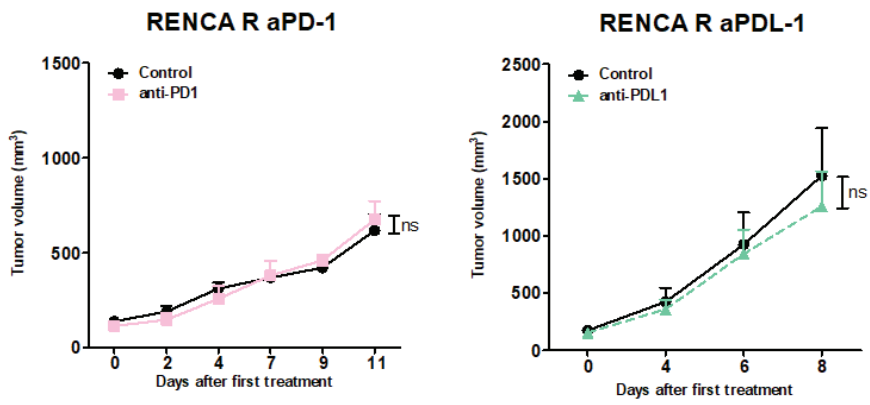 RENCA R aPD-1
Control
anti-PD1
Tumor volume (mm³)
1500
1000
500
0
ns
0 2 4 7 9 11
Days after first treatment
RENCA R aPDL-1
Control
anti-PDL1
Tumor volume (mm³)
2500
2000
1500
1000
500
0
ns
0 4 6 8
Days after first treatment